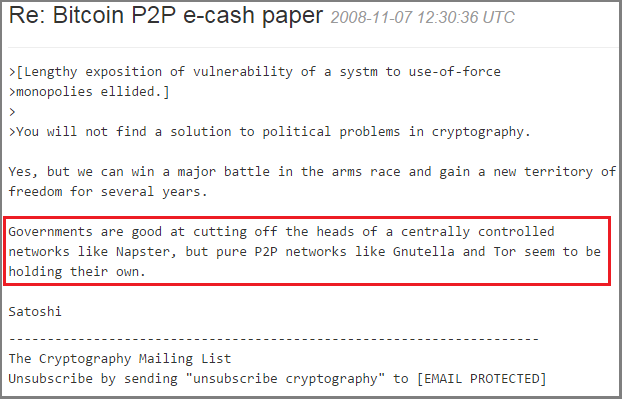 Re: Bitcoin P2P e-cash paper 2008-11-07 12:30:36 UTC
>[Lengthy exposition of vulnerability of a systm to use-of-force
>monopolies ellided.]
>
>You will not find a solution to political problems in cryptography.
Yes, but we can win a major battle in the arms race and gain a new territory of
freedom for several years.
Governments are good at cutting off the heads of a centrally controlled
networks like Napster, but pure P2P networks like Gnutella and Tor seem to be
holding their own.
Satoshi
---------------------------------------------------------------------
The Cryptography Mailing List
Unsubscribe by sending "unsubscribe cryptography" to [EMAIL PROTECTED]